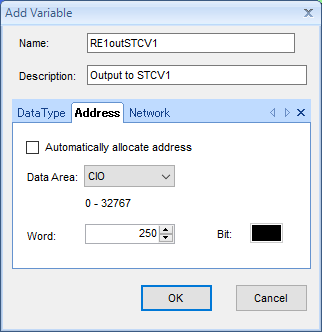 Add Variable
Name: RE1outSTCV1
Description: Output to STCV1
DataType Address Network
Automatically allocate address
Data Area: CIO
0 - 32767
Word: 250 Bit:
OK Cancel